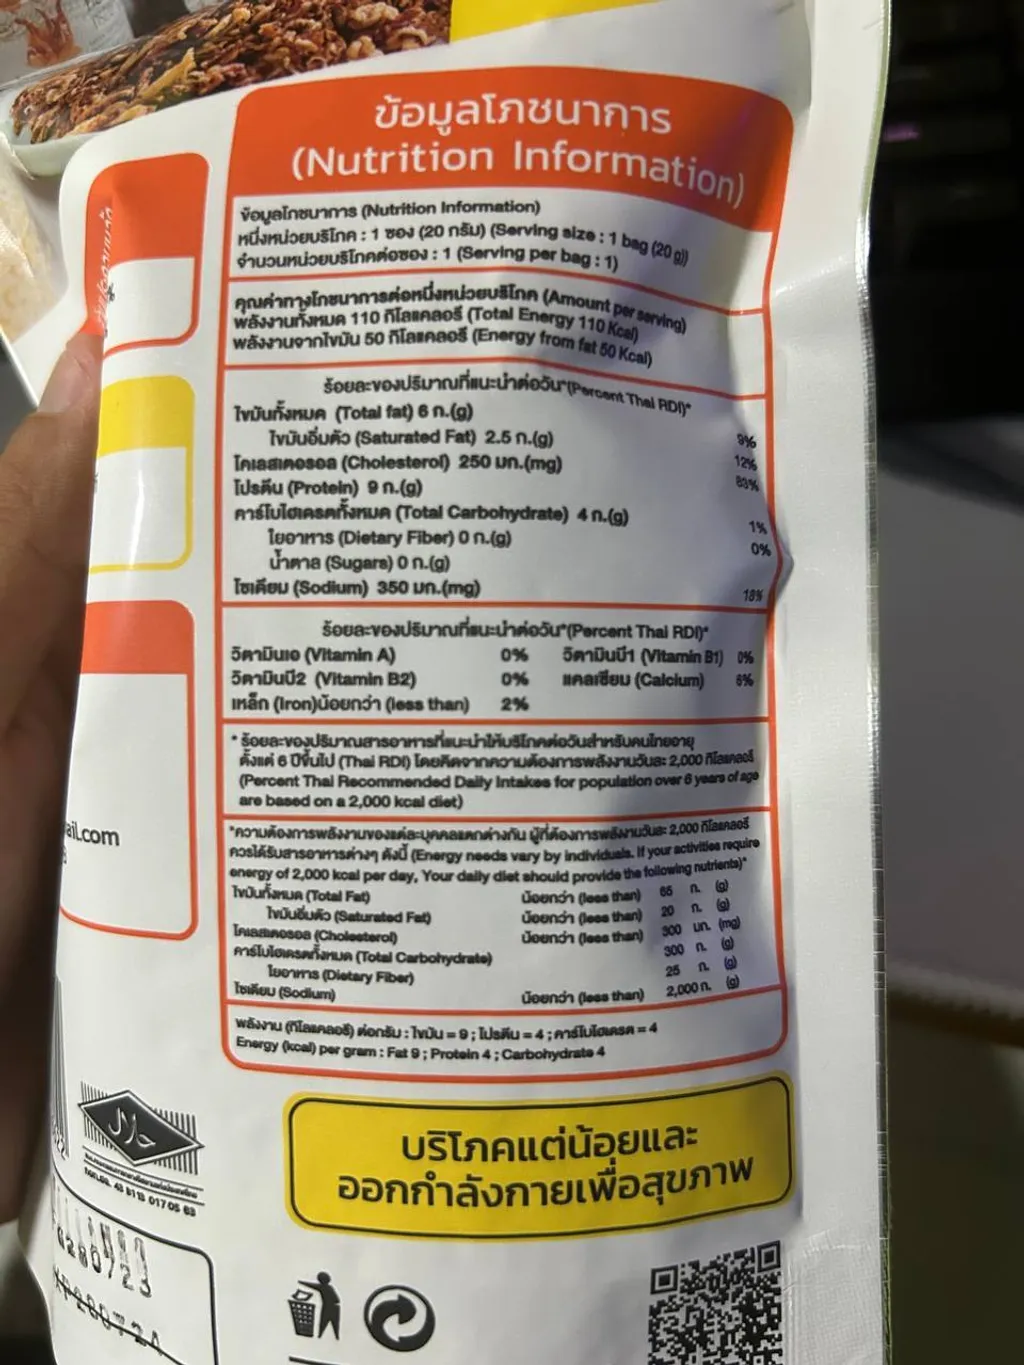 ข้อมูลโภชนาการ
(Nutrition Information)
ข้อมูลโภชนาการ (Nutrition Information)
หนึ่งหน่วยบริโภค : 1 ซอง (20 กรัม) (Serving size : 1 bag (20 g))
จำนวนหน่วยบริโภคต่อซอง : 1 (Serving per bag : 1)
คุณค่าทางโภชนาการต่อหนึ่งหน่วยบริโภค (Amount per serving)
พลังงานทั้งหมด 110 กิโลแคลอรี (Total Energy 110 Kcal)
พลังงานจากไขมัน 50 กิโลแคลอรี (Energy from fat 50 Kcal)
ร้อยละของปริมาณที่แนะนำต่อวัน*(Percent Thai RDI)*
ไขมันทั้งหมด (Total fat) 6 ก.(g) 9%
ไขมันอิ่มตัว (Saturated Fat) 2.5 ก.(g) 12%
โคเลสเตอรอล (Cholesterol) 250 มก.(mg) 83%
โปรตีน (Protein) 9 ก.(g)
คาร์โบไฮเดรตทั้งหมด (Total Carbohydrate) 4 ก.(g) 1%
ใยอาหาร (Dietary Fiber) 0 ก.(g) 0%
น้ำตาล (Sugars) 0 ก.(g)
โซเดียม (Sodium) 350 มก.(mg) 18%
ร้อยละของปริมาณที่แนะนำต่อวัน*(Percent Thai RDI)*
วิตามินเอ (Vitamin A) 0% วิตามินบี1 (Vitamin B1) 0%
วิตามินบี2 (Vitamin B2) 0% แคลเซียม (Calcium) 6%
เหล็ก (Iron)น้อยกว่า (less than) 2%
* ร้อยละของปริมาณสารอาหารที่แนะนำให้บริโภคต่อวันสำหรับคนไทยอายุ
ตั้งแต่ 6 ปีขึ้นไป (Thai RDI) โดยคิดจากความต้องการพลังงานวันละ 2,000 กิโลแคลอรี
(Percent Thai Recommended Daily Intakes for population over 6 years of age
are based on a 2,000 kcal diet)
*ความต้องการพลังงานของแต่ละบุคคลแตกต่างกัน ผู้ที่ต้องการพลังงานวันละ 2,000 กิโลแคลอรี
ควรได้รับสารอาหารต่างๆ ดังนี้ (Energy needs vary by individuals. If your activities require
energy of 2,000 kcal per day, Your daily diet should provide the following nutrients)*
ไขมันทั้งหมด (Total Fat) น้อยกว่า (less than) 65 ก. (g)
ไขมันอิ่มตัว (Saturated Fat) น้อยกว่า (less than) 20 ก. (g)
โคเลสเตอรอล (Cholesterol) น้อยกว่า (less than) 300 มก. (mg)
คาร์โบไฮเดรตทั้งหมด (Total Carbohydrate) 300 ก. (g)
ใยอาหาร (Dietary Fiber) 25 ก. (g)
โซเดียม (Sodium) น้อยกว่า (less than) 2,000 ก. (g)
พลังงาน (กิโลแคลอรี) ต่อกรัม : ไขมัน = 9 ; โปรตีน = 4 ; คาร์โบไฮเดรต = 4
Energy (kcal) per gram : Fat 9 ; Protein 4 ; Carbohydrate 4
บริโภคแต่น้อยและ
ออกกำลังกายเพื่อสุขภาพ
ail.com
حلال